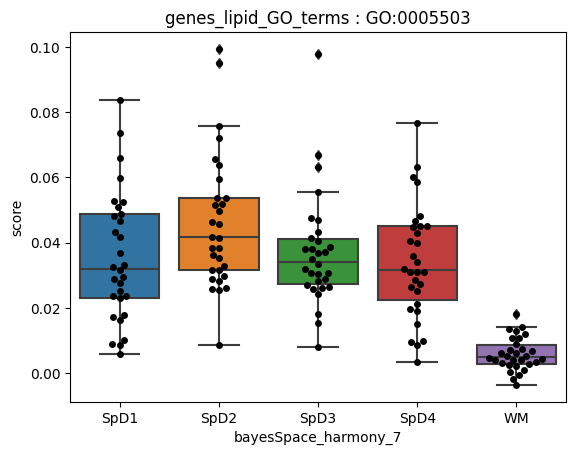 genes_lipid_GO_terms : GO:0005503
0.10
0.08
0.06
0.04
0.02
0.00
score
SpD1 SpD2 SpD3 SpD4 WM
bayesSpace_harmony_7